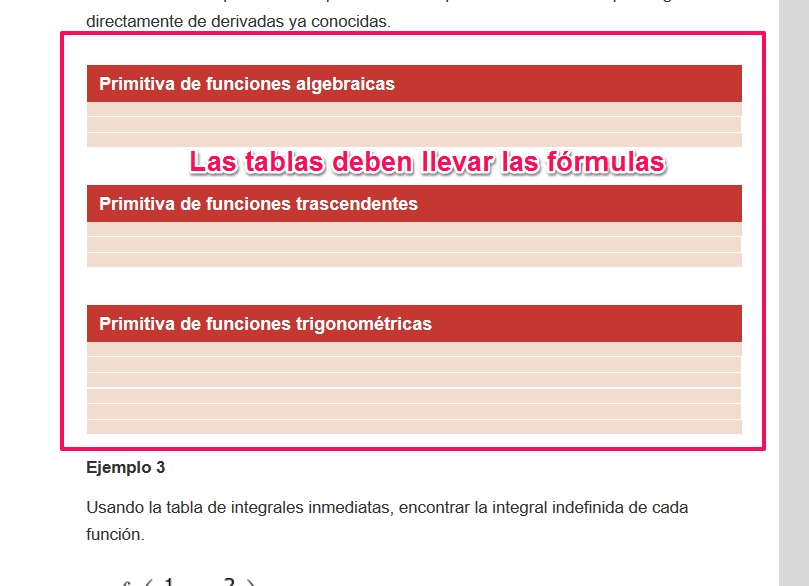 directamente de derivadas ya conocidas.
Primitiva de funciones algebraicas
Las tablas deben llevar las fórmulas
Primitiva de funciones trascendentes
Primitiva de funciones trigonométricas
Ejemplo 3
Usando la tabla de integrales inmediatas, encontrar la integral indefinida de cada
función.